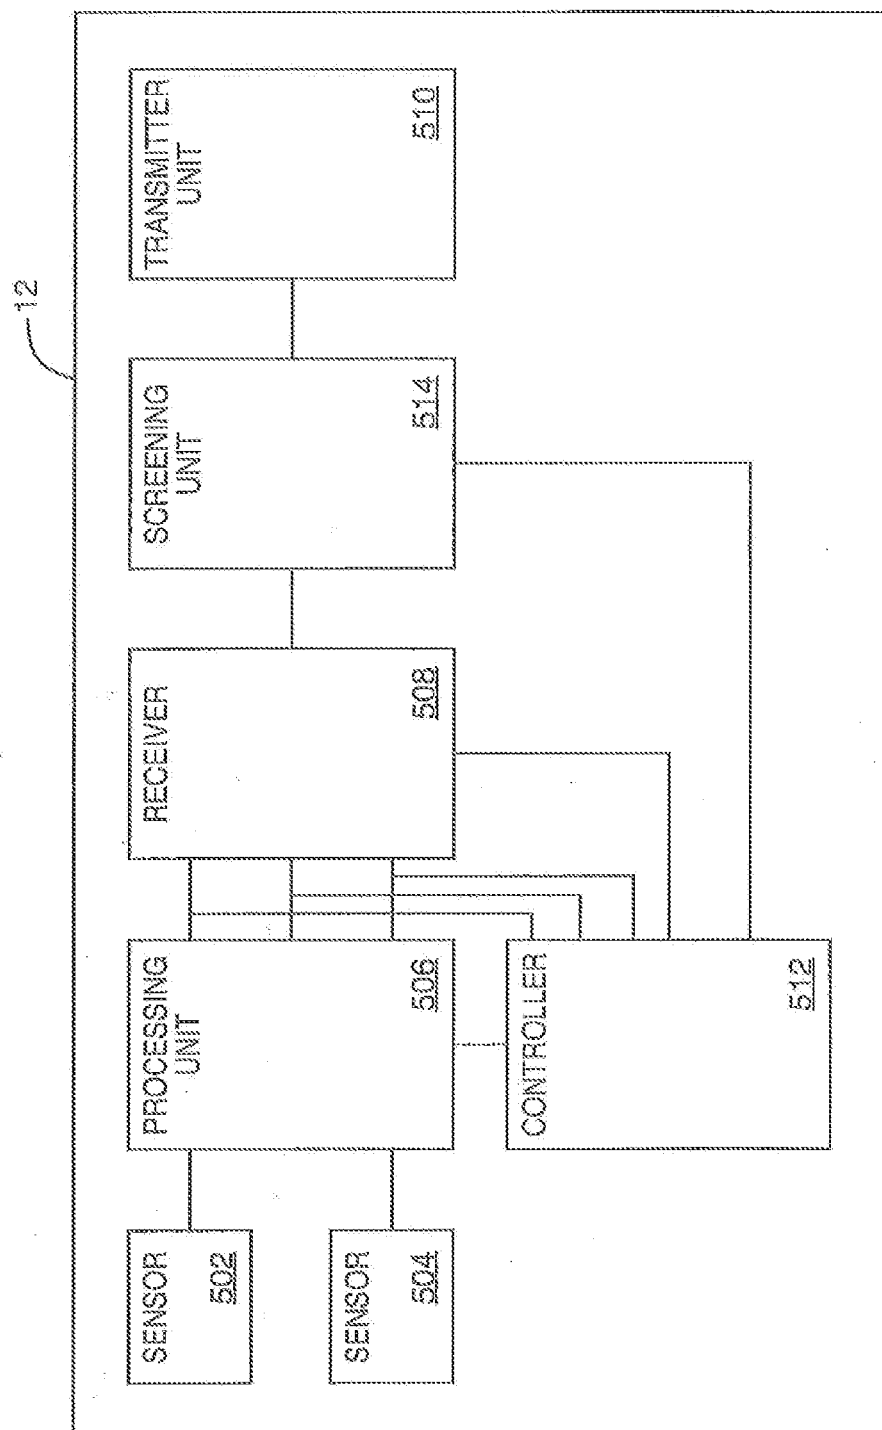 12
SENSOR
502
SENSOR
504
PROCESSING
UNIT
506
RECEIVER
508
SCREENING
UNIT
514
TRANSMITTER
UNIT
510
CONTROLLER
512